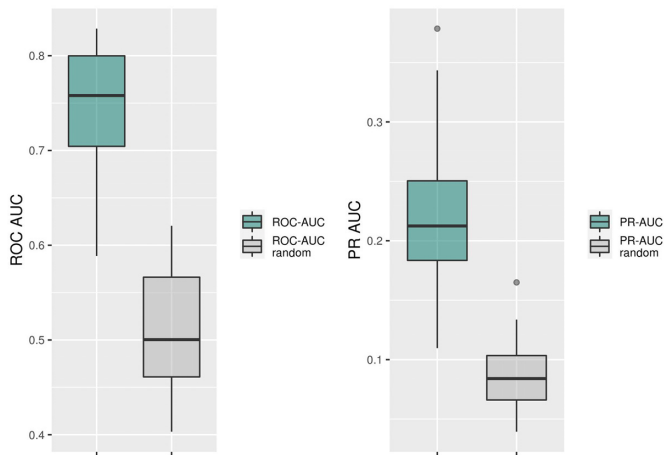 ROC AUC
0.8
0.7
0.6
0.5
0.4
ROC-AUC
ROC-AUC
random
PR AUC
0.3
0.2
0.1
PR-AUC
PR-AUC
random